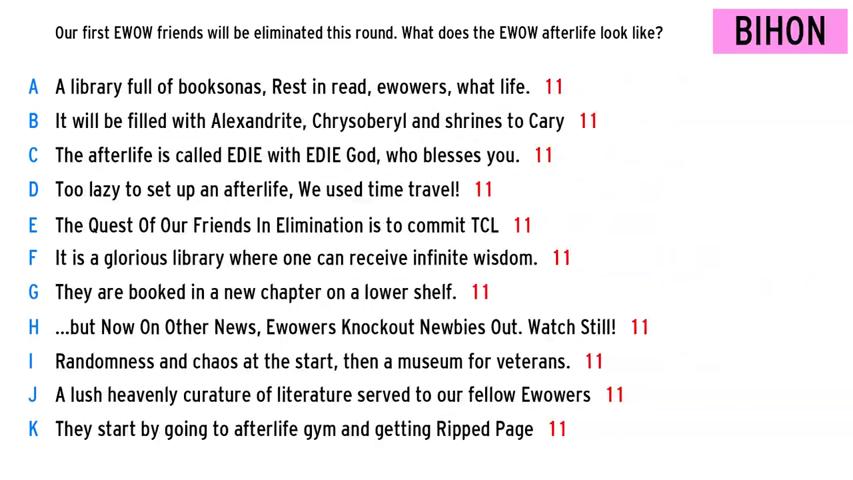 Our first EWOW friends will be eliminated this round. What does the EWOW afterlife look like?
BIHON
A A library full of booksonas, Rest in read, ewowers, what life. 11
B It will be filled with Alexandrite, Chrysoberyl and shrines to Cary 11
C The afterlife is called EDIE with EDIE God, who blesses you. 11
D Too lazy to set up an afterlife, We used time travel! 11
E The Quest Of Our Friends In Elimination is to commit TCL 11
F It is a glorious library where one can receive infinite wisdom. 11
G They are booked in a new chapter on a lower shelf. 11
H ...but Now On Other News, Ewowers Knockout Newbies Out. Watch Still! 11
I Randomness and chaos at the start, then a museum for veterans. 11
J A lush heavenly curature of literature served to our fellow Ewowers 11
K They start by going to afterlife gym and getting Ripped Page 11